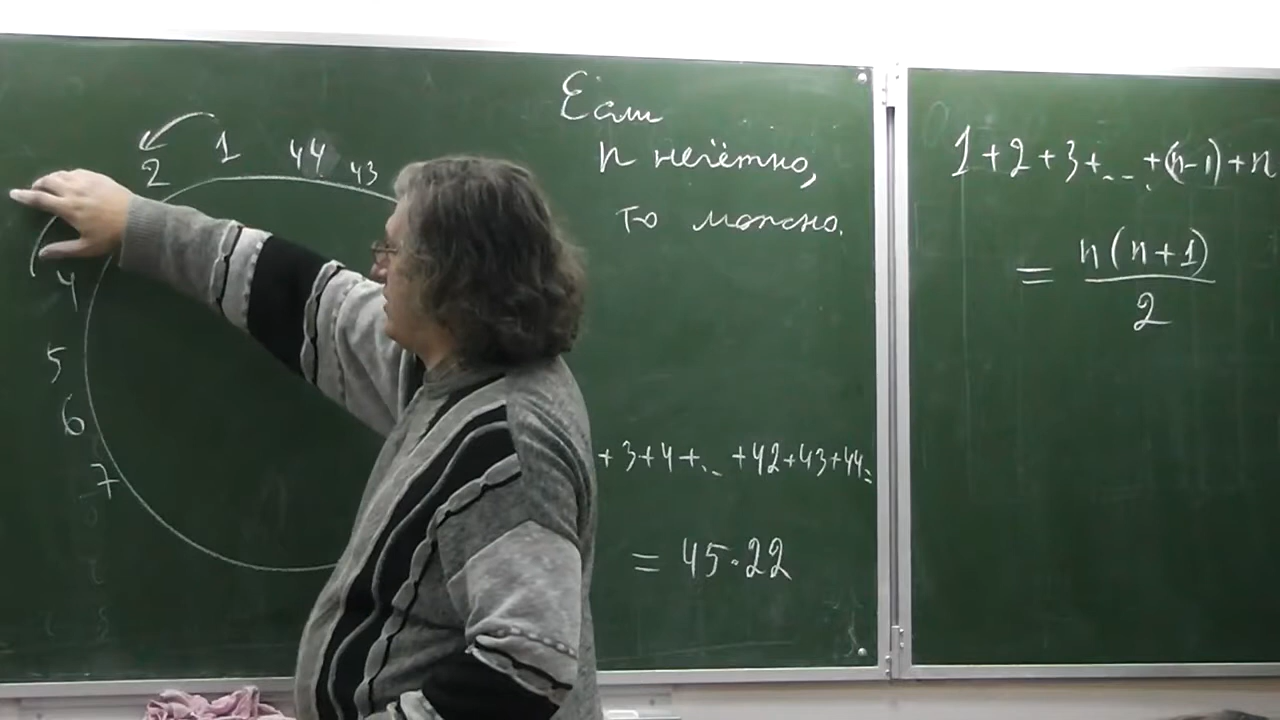 Если
n нечётно,
то можно.
2 1 44 43
4
5
6
7
+3+4+... +42+43+44=
= 45·22
1+2+3+... +(n-1)+n
= n(n+1)
2